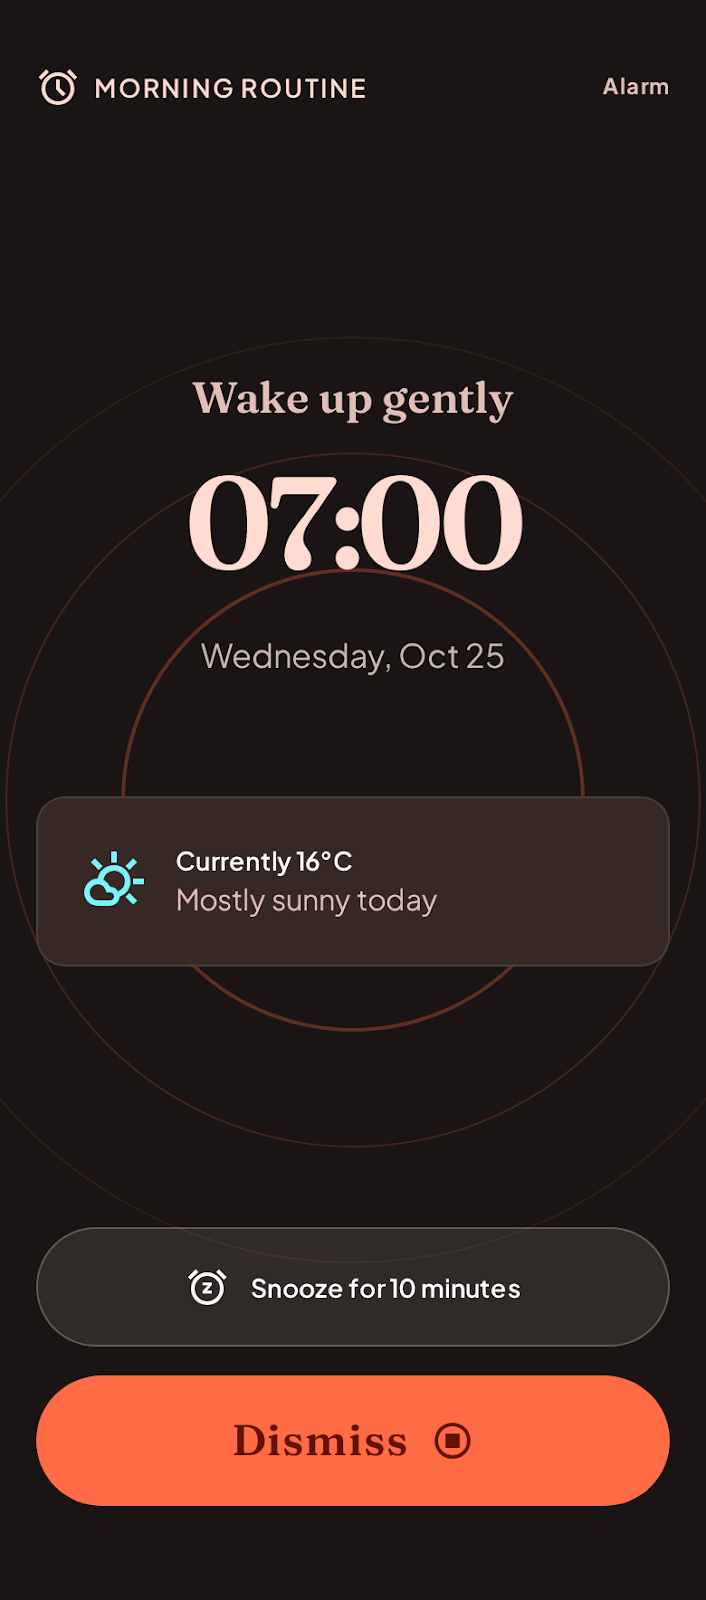 MORNING ROUTINE
Alarm
Wake up gently
07:00
Wednesday, Oct 25
Currently 16°C
Mostly sunny today
Snooze for 10 minutes
Dismiss